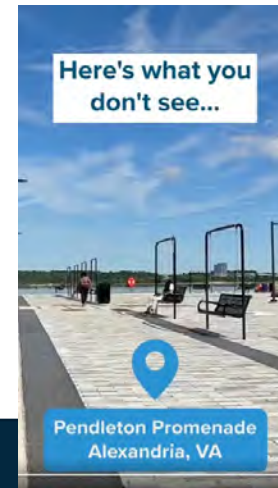 Here's what you
don't see...
Pendleton Promenade
Alexandria, VA